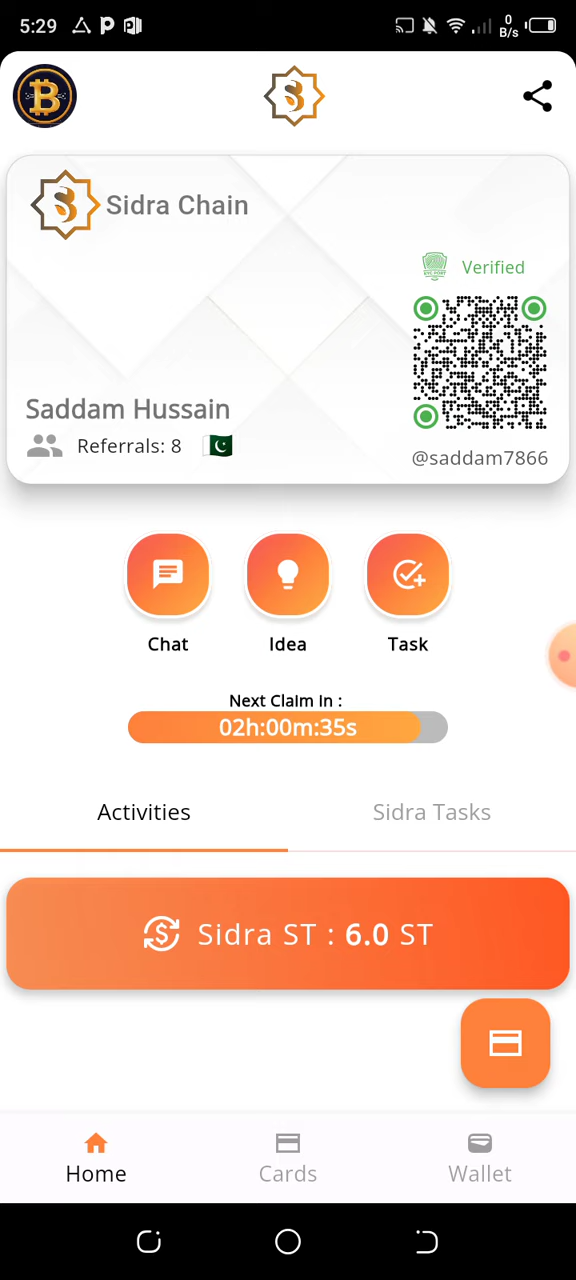 5:29
0
B/s
Sidra Chain
Verified
Saddam Hussain
Referrals: 8
@saddam7866
Chat
Idea
Task
Next Claim In :
02h:00m:35s
Activities
Sidra Tasks
Sidra ST : 6.0 ST
Home
Cards
Wallet